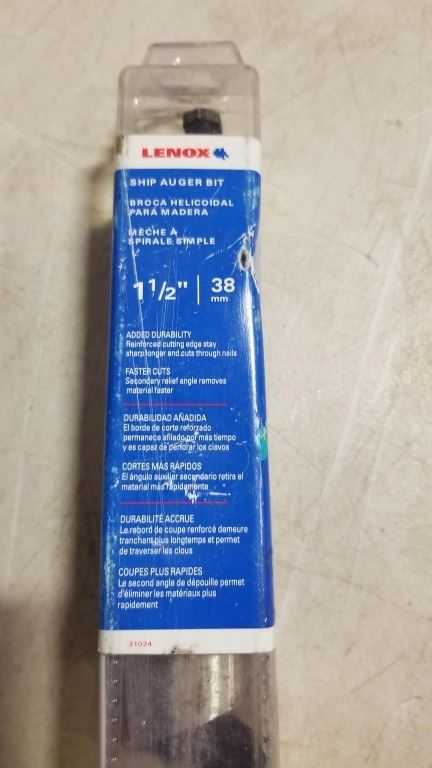 LENOX
SHIP AUGER BIT
BROCA HELICOIDAL
PARA MADERA
MÈCHE À
SPIRALE SIMPLE
1 1/2" | 38
mm
ADDED DURABILITY
Reinforced cutting edge stay
sharp longer and cuts through nails
FASTER CUTS
Secondary relief angle removes
material faster
DURABILIDAD AÑADIDA
El borde de corte reforzado
permanece afilado por más tiempo
y es capaz de perforar los clavos
CORTES MÁS RÁPIDOS
El ángulo auxiliar secundario retira el
material más rápidamente
DURABILITÉ ACCRUE
Le rebord de coupe renforcé demeure
tranchant plus longtemps et permet
de traverser les clous
COUPES PLUS RAPIDES
Le second angle de dépouille permet
d'éliminer les matériaux plus
rapidement
31024